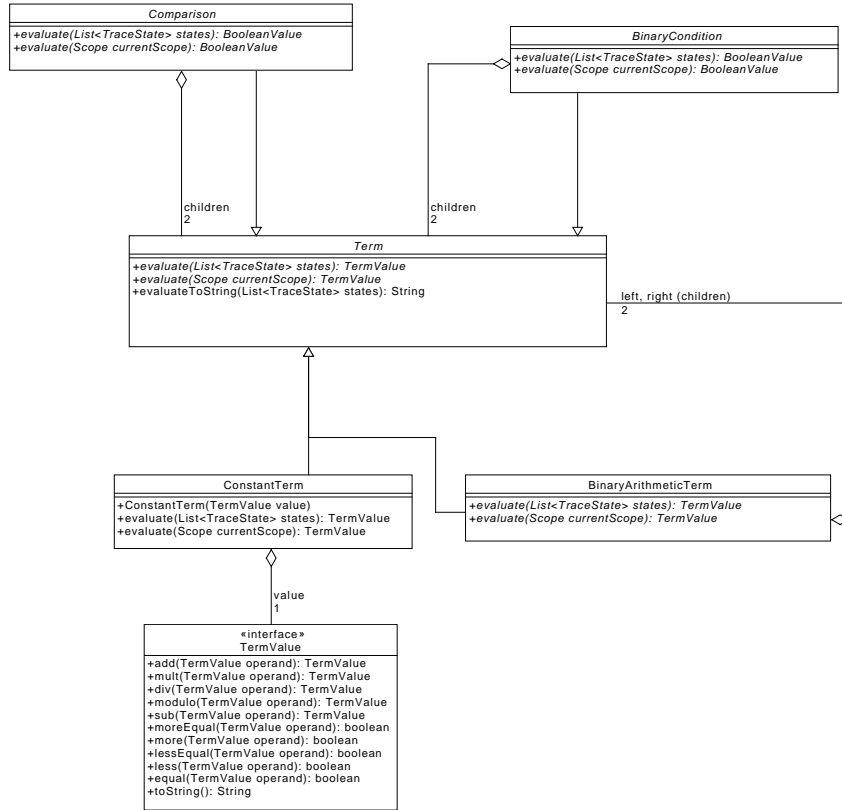 Comparison
+evaluate(List<TraceState> states): BooleanValue
+evaluate(Scope currentScope): BooleanValue
BinaryCondition
+evaluate(List<TraceState> states): BooleanValue
+evaluate(Scope currentScope): BooleanValue
children
2
children
2
Term
+evaluate(List<TraceState> states): TermValue
+evaluate(Scope currentScope): TermValue
+evaluateToString(List<TraceState> states): String
left, right (children)
2
ConstantTerm
+ConstantTerm(TermValue value)
+evaluate(List<TraceState> states): TermValue
+evaluate(Scope currentScope): TermValue
BinaryArithmeticTerm
+evaluate(List<TraceState> states): TermValue
+evaluate(Scope currentScope): TermValue
value
1
«interface»
TermValue
+add(TermValue operand): TermValue
+mult(TermValue operand): TermValue
+div(TermValue operand): TermValue
+modulo(TermValue operand): TermValue
+sub(TermValue operand): TermValue
+moreEqual(TermValue operand): boolean
+more(TermValue operand): boolean
+lessEqual(TermValue operand): boolean
+less(TermValue operand): boolean
+equal(TermValue operand): boolean
+toString(): String